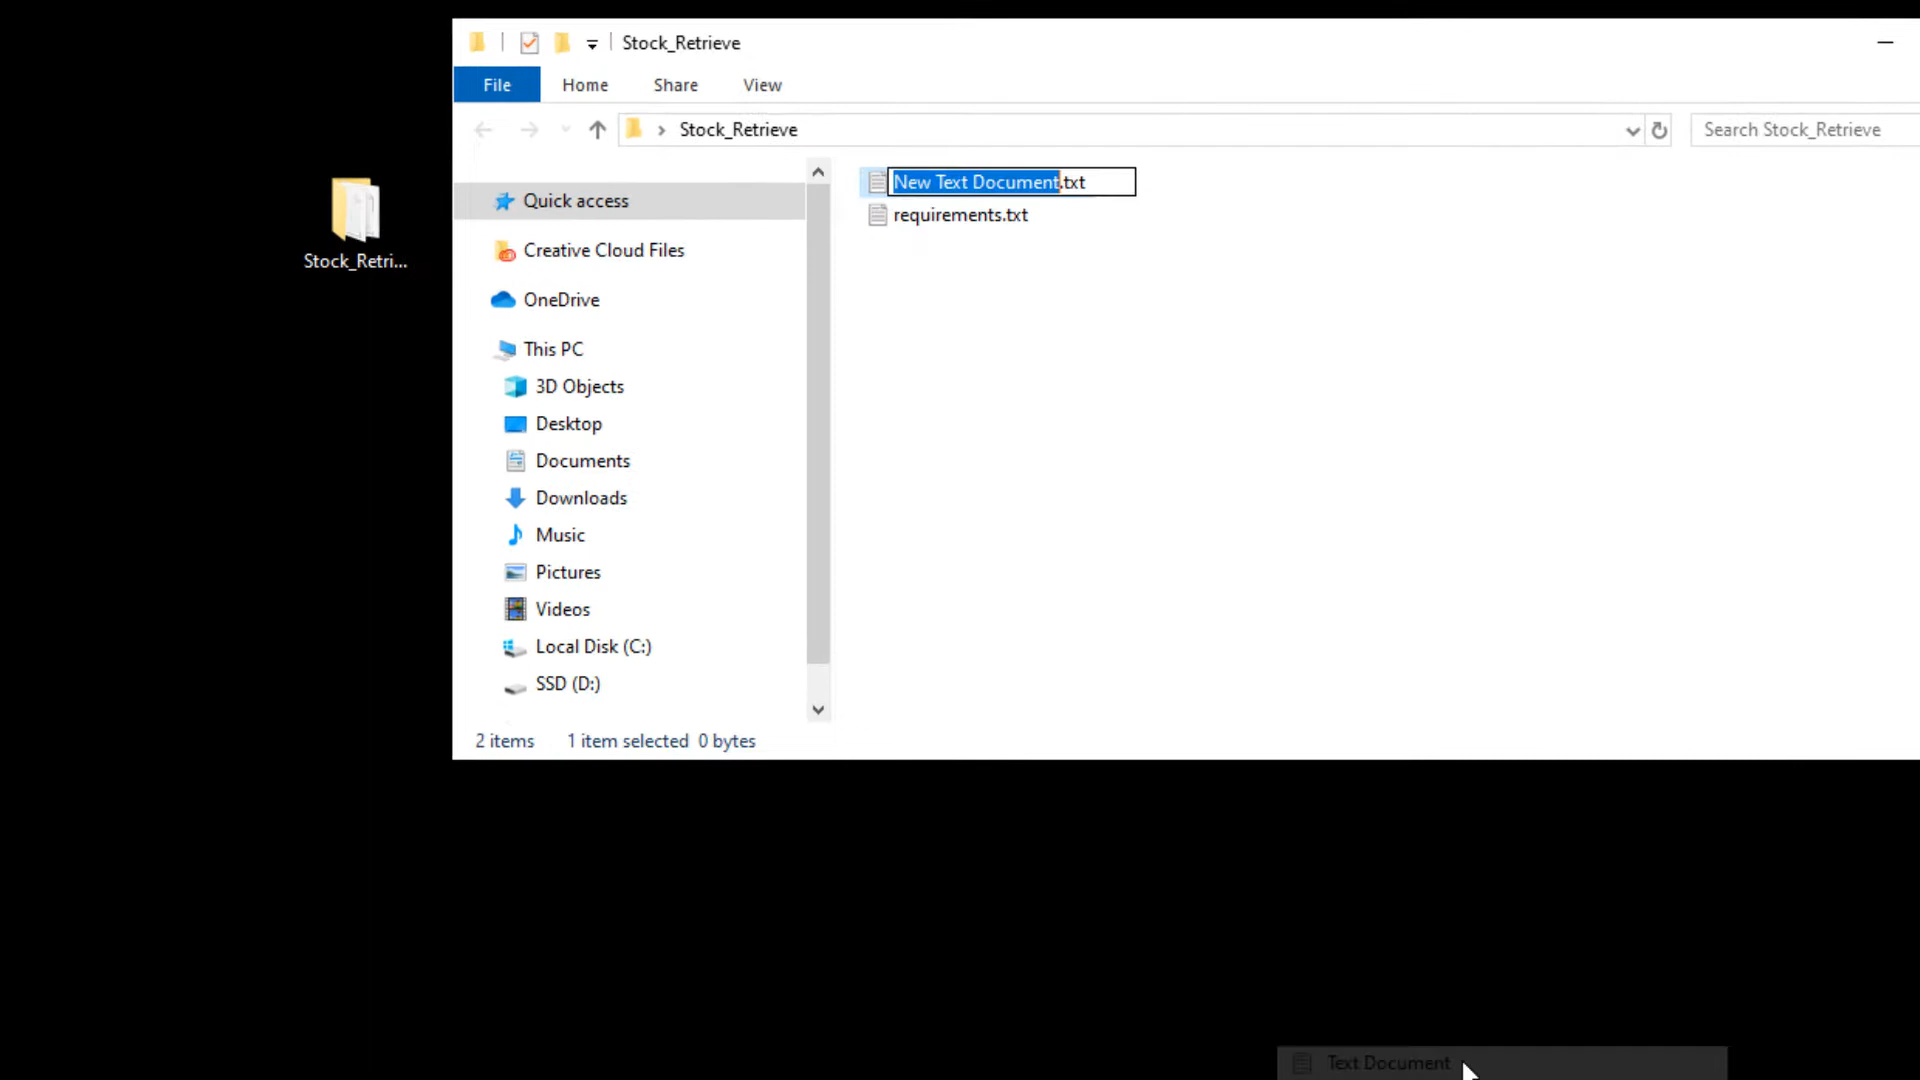 Stock_Retrieve
File Home Share View
Stock_Retrieve
Search Stock_Retrieve
Stock_Retri...
Quick access
Creative Cloud Files
OneDrive
This PC
3D Objects
Desktop
Documents
Downloads
Music
Pictures
Videos
Local Disk (C:)
SSD (D:)
New Text Document.txt
requirements.txt
2 items 1 item selected 0 bytes
Text Document